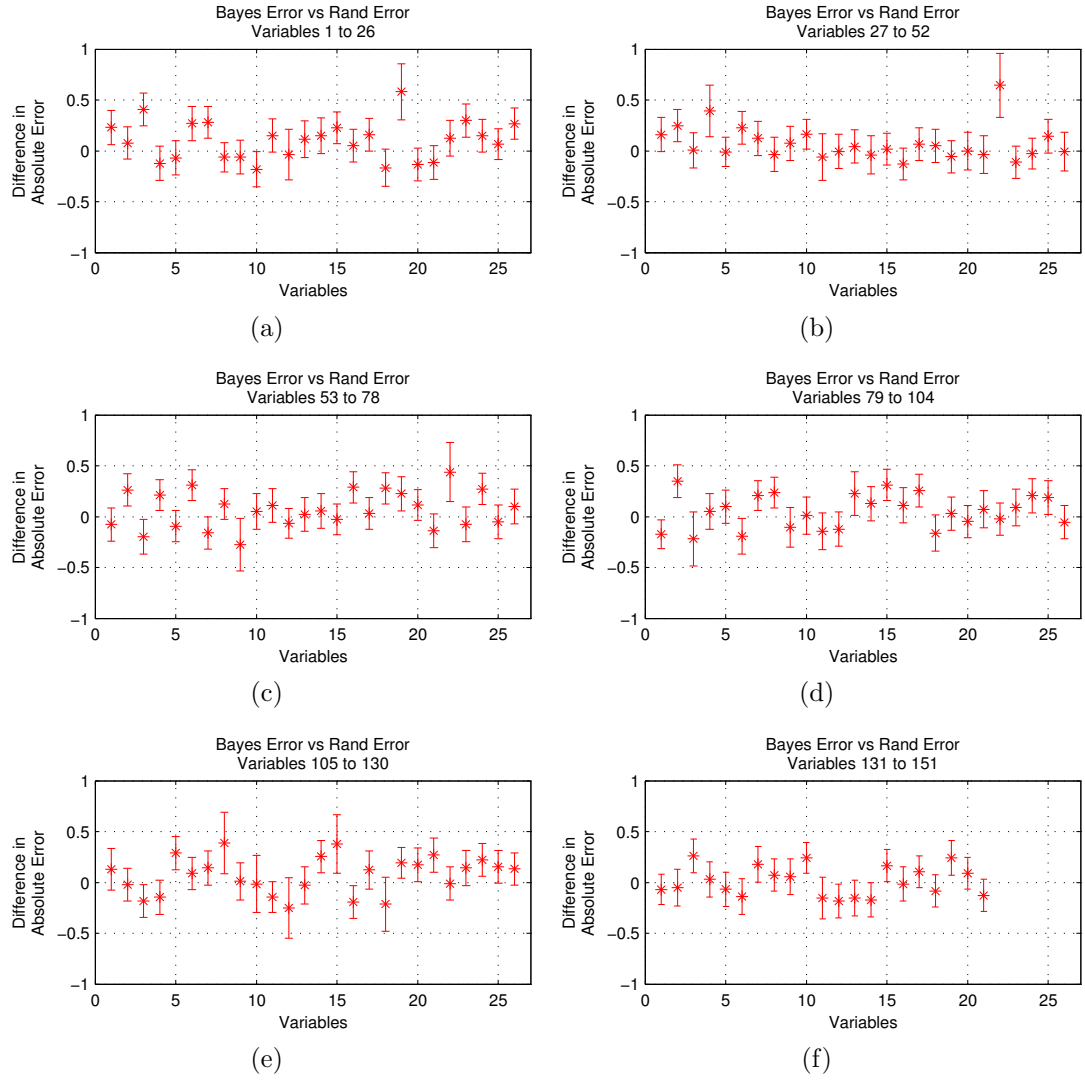 Bayes Error vs Rand Error
Variables 1 to 26
1
0.5
0
−0.5
−1
0 5 10 15 20 25
Difference in
Absolute Error
Variables
(a)
Bayes Error vs Rand Error
Variables 27 to 52
1
0.5
0
−0.5
−1
0 5 10 15 20 25
Difference in
Absolute Error
Variables
(b)
Bayes Error vs Rand Error
Variables 53 to 78
1
0.5
0
−0.5
−1
0 5 10 15 20 25
Difference in
Absolute Error
Variables
(c)
Bayes Error vs Rand Error
Variables 79 to 104
1
0.5
0
−0.5
−1
0 5 10 15 20 25
Difference in
Absolute Error
Variables
(d)
Bayes Error vs Rand Error
Variables 105 to 130
1
0.5
0
−0.5
−1
0 5 10 15 20 25
Difference in
Absolute Error
Variables
(e)
Bayes Error vs Rand Error
Variables 131 to 151
1
0.5
0
−0.5
−1
0 5 10 15 20 25
Difference in
Absolute Error
Variables
(f)